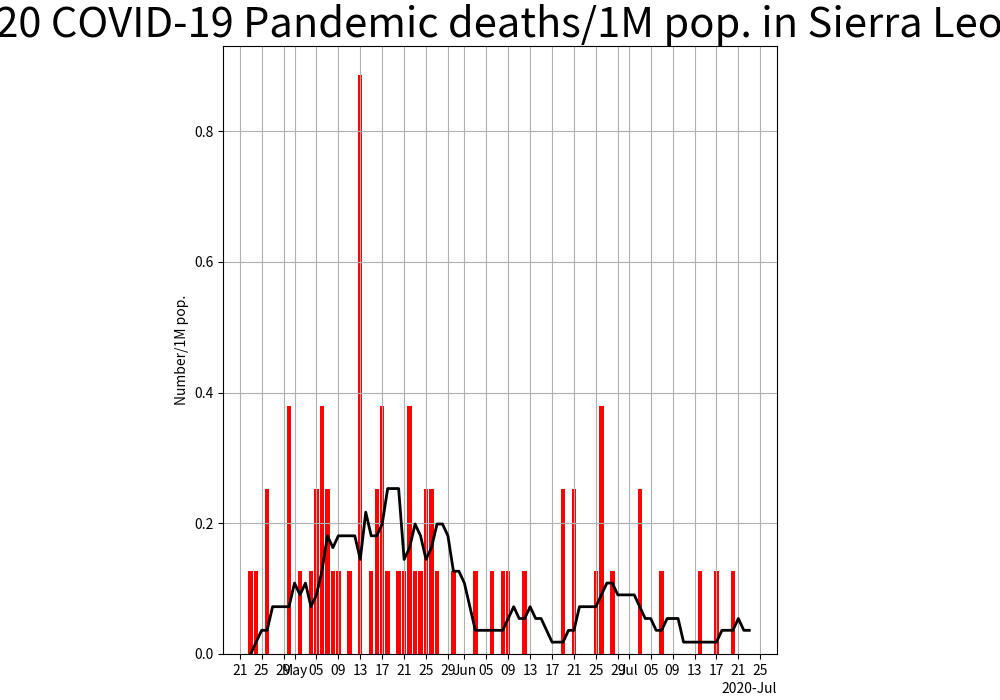 20 COVID-19 Pandemic deaths/1M pop. in Sierra Leo
0.8
0.6
0.4
0.2
0.0
Number/1M pop.
21 25 29 May 05 09 13 17 21 25 29 Jun 05 09 13 17 21 25 29 Jul 05 09 13 17 21 25
2020-Jul